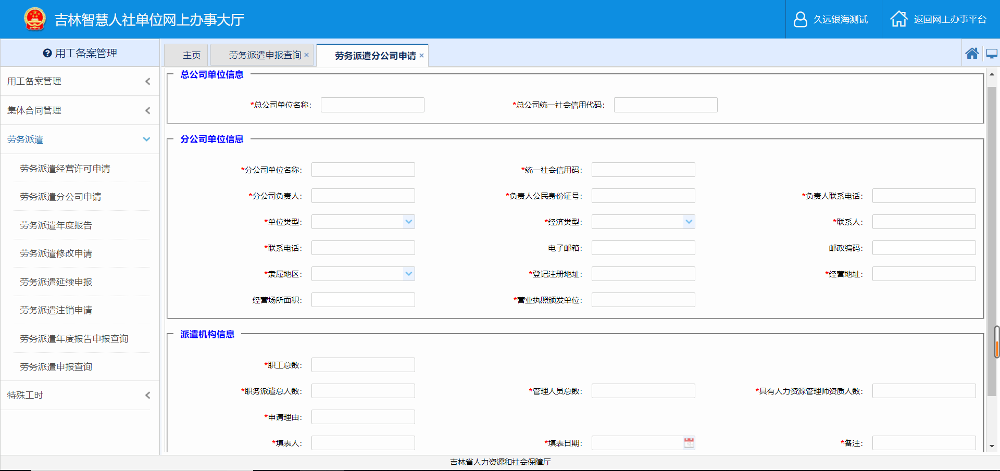 吉林智慧人社单位网上办事大厅
久远银海测试
返回网上办事平台
用工备案管理
主页
劳务派遣申报查询 ×
劳务派遣分公司申请 ×
用工备案管理
集体合同管理
劳务派遣
劳务派遣经营许可申请
劳务派遣分公司申请
劳务派遣年度报告
劳务派遣修改申请
劳务派遣延续申报
劳务派遣注销申请
劳务派遣年度报告申报查询
劳务派遣申报查询
特殊工时
总公司单位信息
*总公司单位名称: *总公司统一社会信用代码:
分公司单位信息
*分公司单位名称: *统一社会信用码:
*分公司负责人: *负责人公民身份证号: *负责人联系电话:
*单位类型: *经济类型: *联系人:
*联系电话: 电子邮箱: 邮政编码:
*隶属地区: *登记注册地址: *经营地址:
经营场所面积: *营业执照颁发单位:
派遣机构信息
*职工总数:
*职务派遣总人数: *管理人员总数: *具有人力资源管理师资质人数:
*申请理由:
*填表人: *填表日期: *备注:
吉林省人力资源和社会保障厅